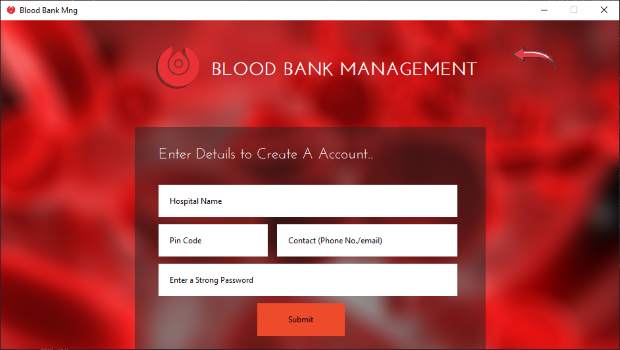 Blood Bank Mng
BLOOD BANK MANAGEMENT
Enter Details to Create A Account..
Hospital Name
Pin Code
Contact (Phone No./email)
Enter a Strong Password
Submit